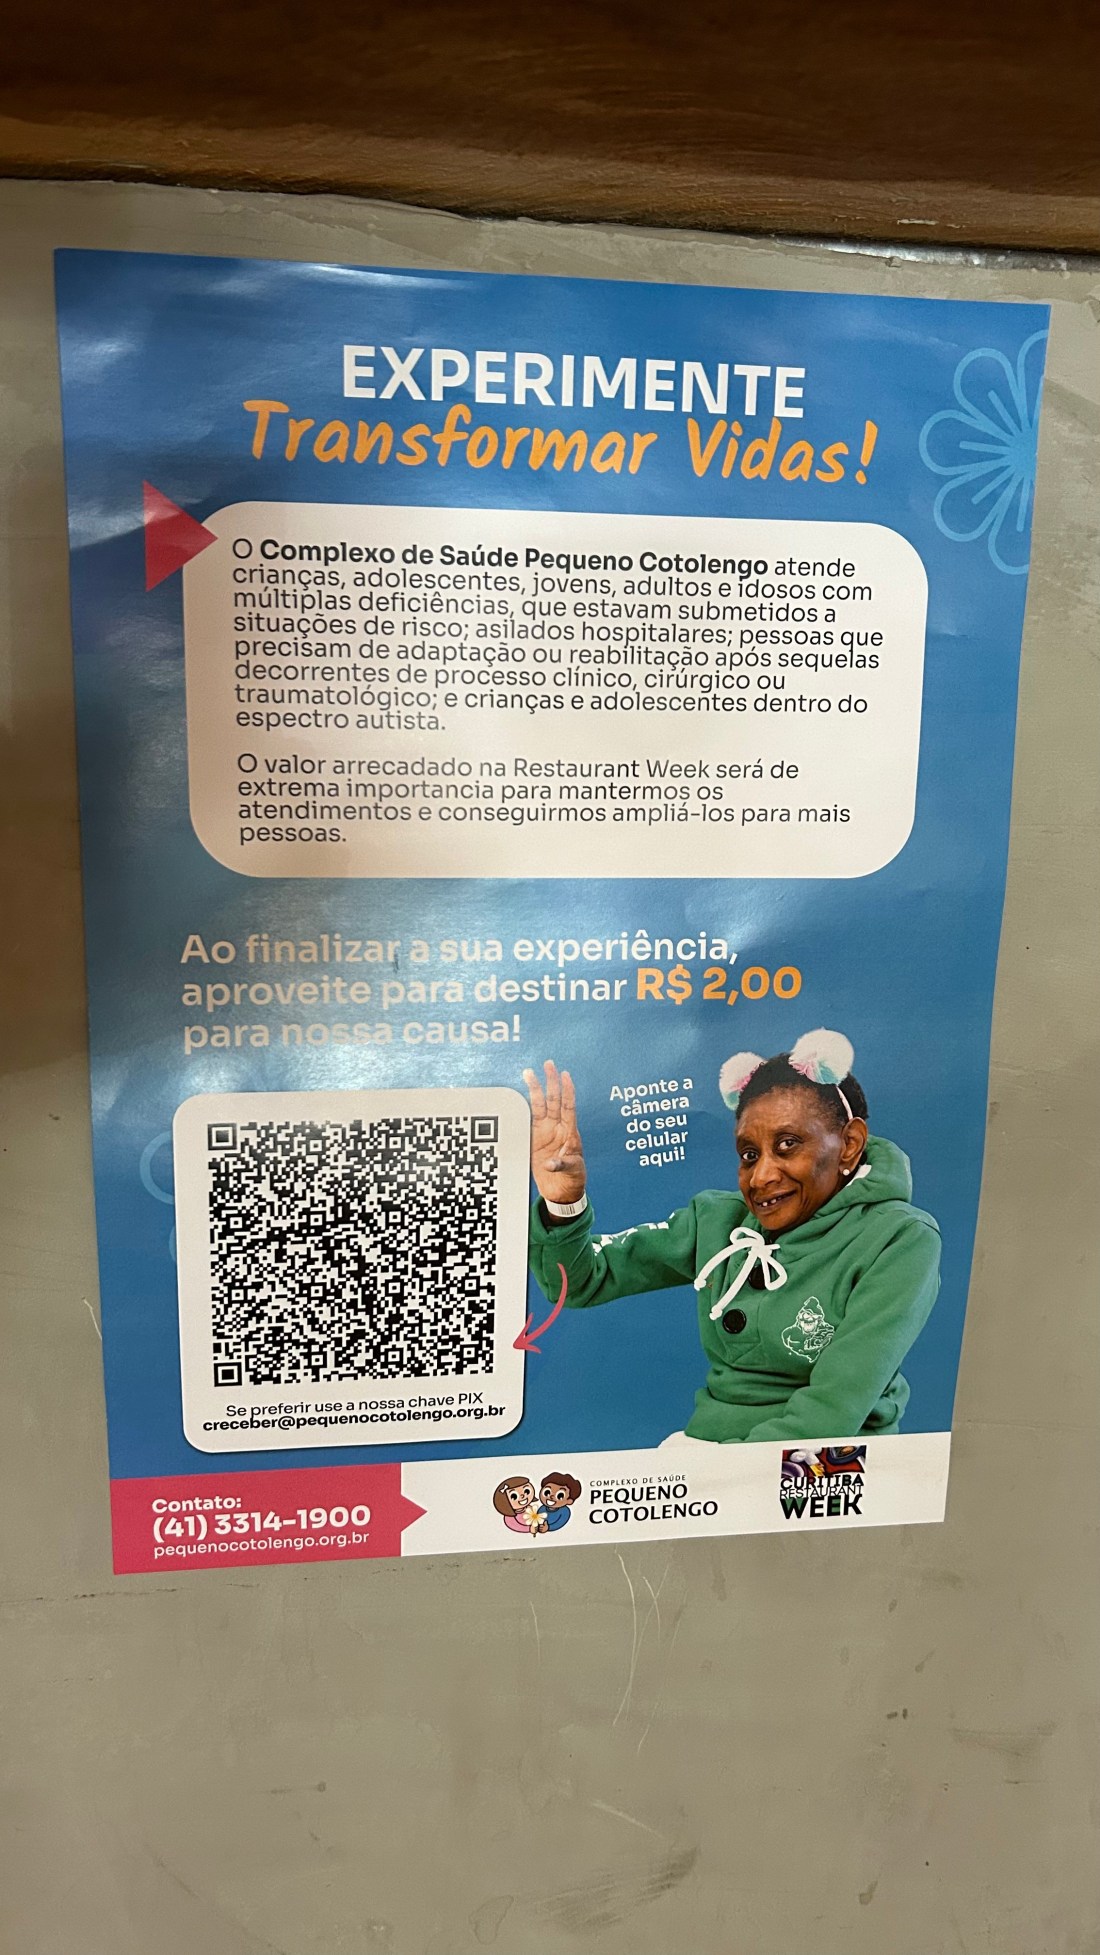 EXPERIMENTE
Transformar Vidas!
O Complexo de Saúde Pequeno Cotolengo atende
crianças, adolescentes, jovens, adultos e idosos com
múltiplas deficiências, que estavam submetidos a
situações de risco; asilados hospitalares; pessoas que
precisam de adaptação ou reabilitação após sequelas
decorrentes de processo clínico, cirúrgico ou
traumatológico; e crianças e adolescentes dentro do
espectro autista.
O valor arrecadado na Restaurant Week será de
extrema importancia para mantermos os
atendimentos e conseguirmos ampliá-los para mais
pessoas.
Ao finalizar a sua experiência,
aproveite para destinar R$ 2,00
para nossa causa!
Aponte a
câmera
do seu
celular
aqui!
Se preferir use a nossa chave PIX
creceber@pequenocotolengo.org.br
Contato:
(41) 3314-1900
pequenocotolengo.org.br
COMPLEXO DE SAÚDE
PEQUENO
COTOLENGO
CURITIBA
RESTAURANT
WEEK